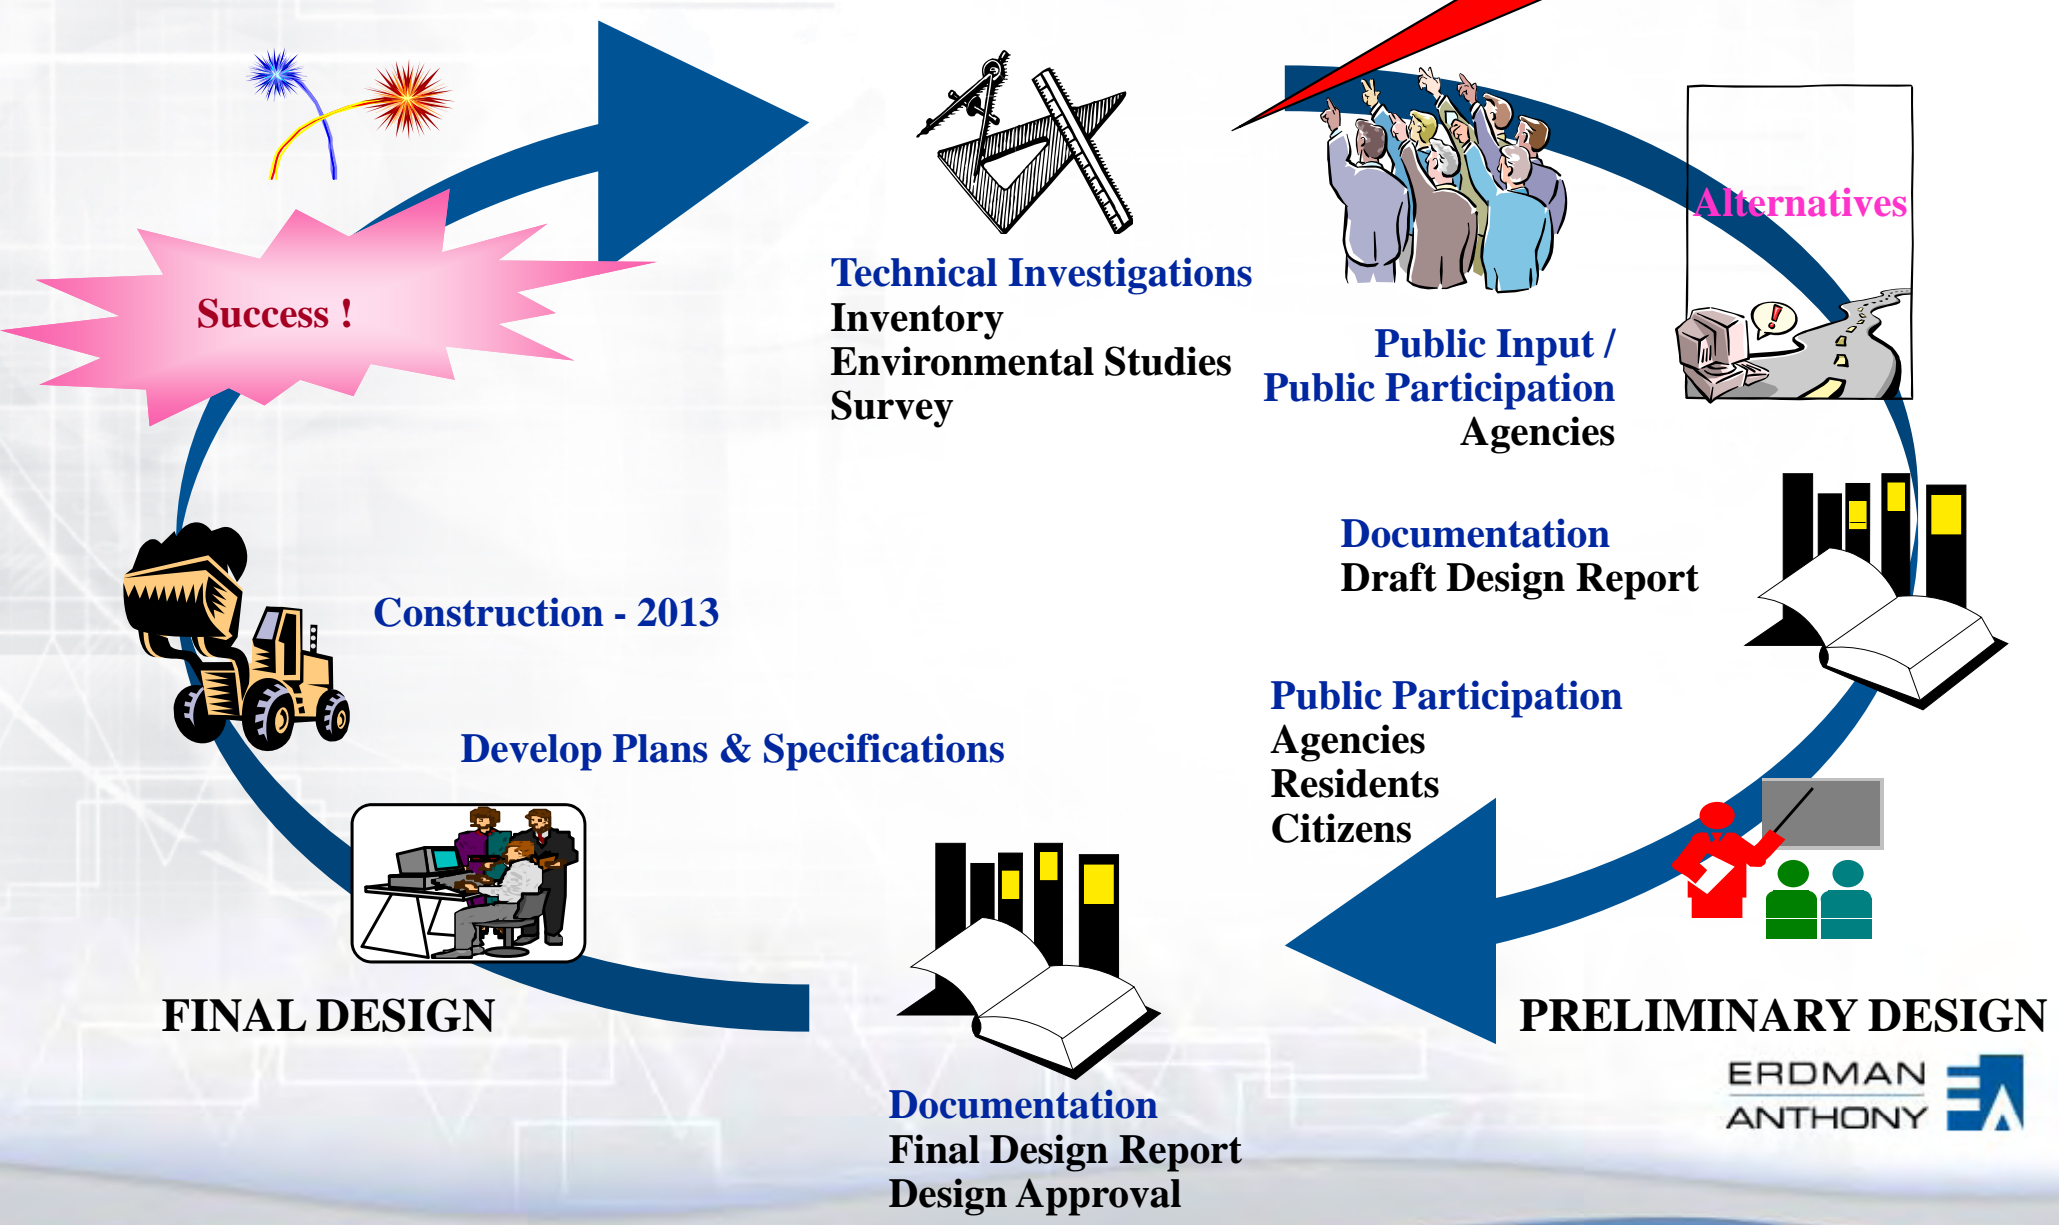 Technical Investigations
Inventory
Environmental Studies
Survey
Public Input /
Public Participation
Agencies
Alternatives
!
Documentation
Draft Design Report
Public Participation
Agencies
Residents
Citizens
PRELIMINARY DESIGN
Documentation
Final Design Report
Design Approval
FINAL DESIGN
Develop Plans & Specifications
Construction - 2013
Success !
ERDMAN
ANTHONY
EA